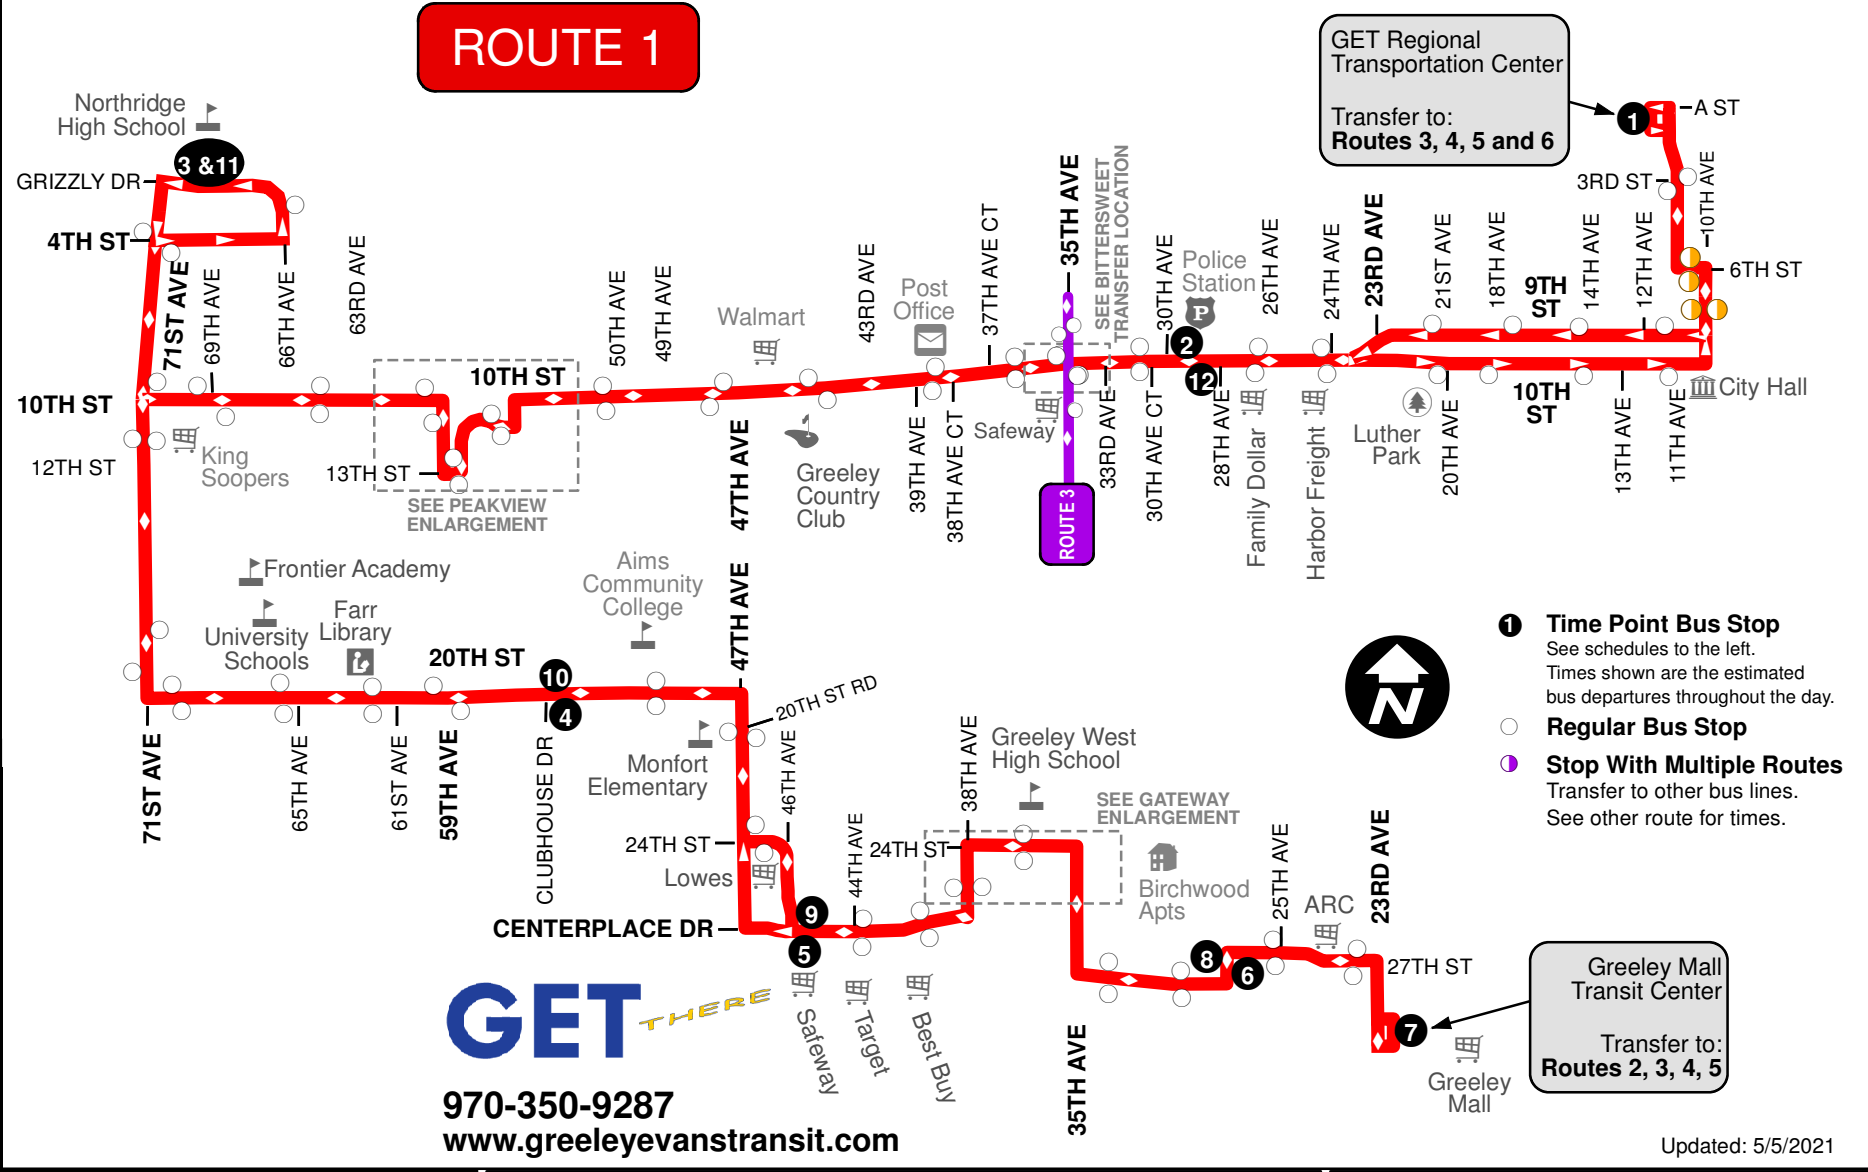 ROUTE 1
GET Regional
Transportation Center
Transfer to:
Routes 3, 4, 5 and 6
1
A ST
3RD ST
10TH AVE
6TH ST
Northridge
High School
3 &11
GRIZZLY DR
4TH ST
71ST AVE
69TH AVE
66TH AVE
63RD AVE
10TH ST
10TH ST
50TH AVE
49TH AVE
Walmart
43RD AVE
Post
Office
37TH AVE CT
35TH AVE
SEE BITTERSWEET
TRANSFER LOCATION
30TH AVE
Police
Station
P
2
12
26TH AVE
24TH AVE
23RD AVE
21ST AVE
18TH AVE
9TH
ST
14TH AVE
12TH AVE
10TH
ST
City Hall
12TH ST
King
Soopers
13TH ST
SEE PEAKVIEW
ENLARGEMENT
47TH AVE
Greeley
Country
Club
39TH AVE
38TH AVE CT
Safeway
ROUTE 3
33RD AVE
30TH AVE CT
28TH AVE
Family Dollar
Harbor Freight
Luther
Park
20TH AVE
13TH AVE
11TH AVE
Frontier Academy
University
Schools
Farr
Library
20TH ST
Aims
Community
College
47TH AVE
10
4
71ST AVE
65TH AVE
61ST AVE
59TH AVE
CLUBHOUSE DR
20TH ST RD
Monfort
Elementary
46TH AVE
24TH ST
Lowes
CENTERPLACE DR
9
5
44TH AVE
24TH ST
38TH AVE
Greeley West
High School
SEE GATEWAY
ENLARGEMENT
Birchwood
Apts
25TH AVE
ARC
23RD AVE
8
6
27TH ST
7
Greeley Mall
Transit Center
Transfer to:
Routes 2, 3, 4, 5
Greeley
Mall
Safeway
Target
Best Buy
35TH AVE
N
1
Time Point Bus Stop
See schedules to the left.
Times shown are the estimated
bus departures throughout the day.
Regular Bus Stop
Stop With Multiple Routes
Transfer to other bus lines.
See other route for times.
GET THERE
970-350-9287
www.greeleyevanstransit.com
Updated: 5/5/2021